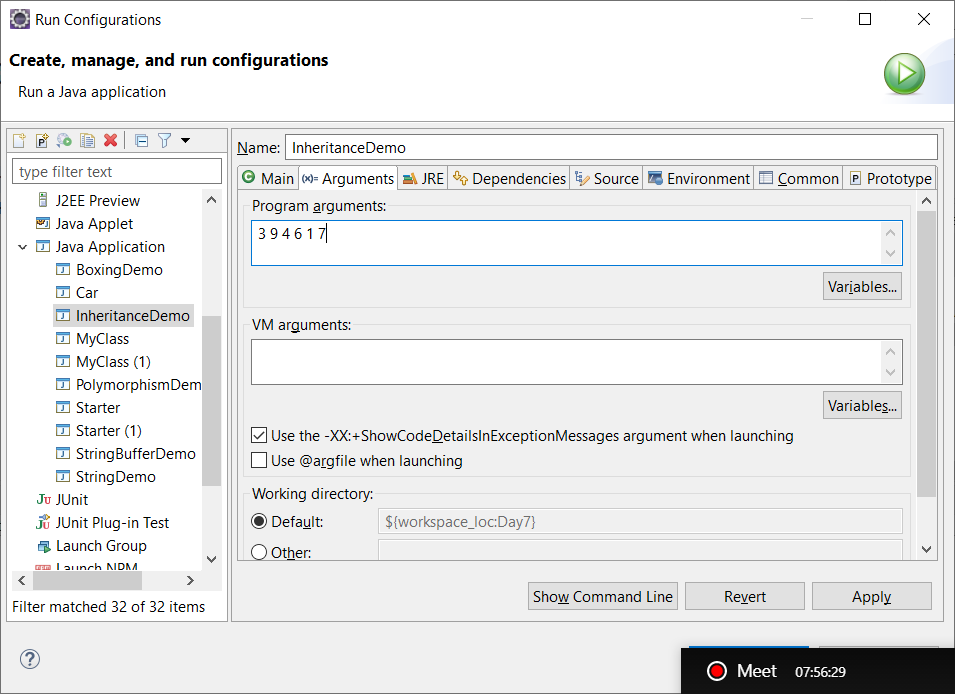 Run Configurations
Create, manage, and run configurations
Run a Java application
type filter text
J2EE Preview
Java Applet
Java Application
BoxingDemo
Car
InheritanceDemo
MyClass
MyClass (1)
PolymorphismDem
Starter
Starter (1)
StringBufferDemo
StringDemo
JUnit
JUnit Plug-in Test
Launch Group
Launch NPM
Filter matched 32 of 32 items
Name: InheritanceDemo
Main (x)= Arguments JRE Dependencies Source Environment Common Prototype
Program arguments:
3 9 4 6 1 7
Variables...
VM arguments:
Variables...
Use the -XX:+ShowCodeDetailsInExceptionMessages argument when launching
Use @argfile when launching
Working directory:
Default: ${workspace_loc:Day7}
Other:
Show Command Line Revert Apply
Meet 07:56:29